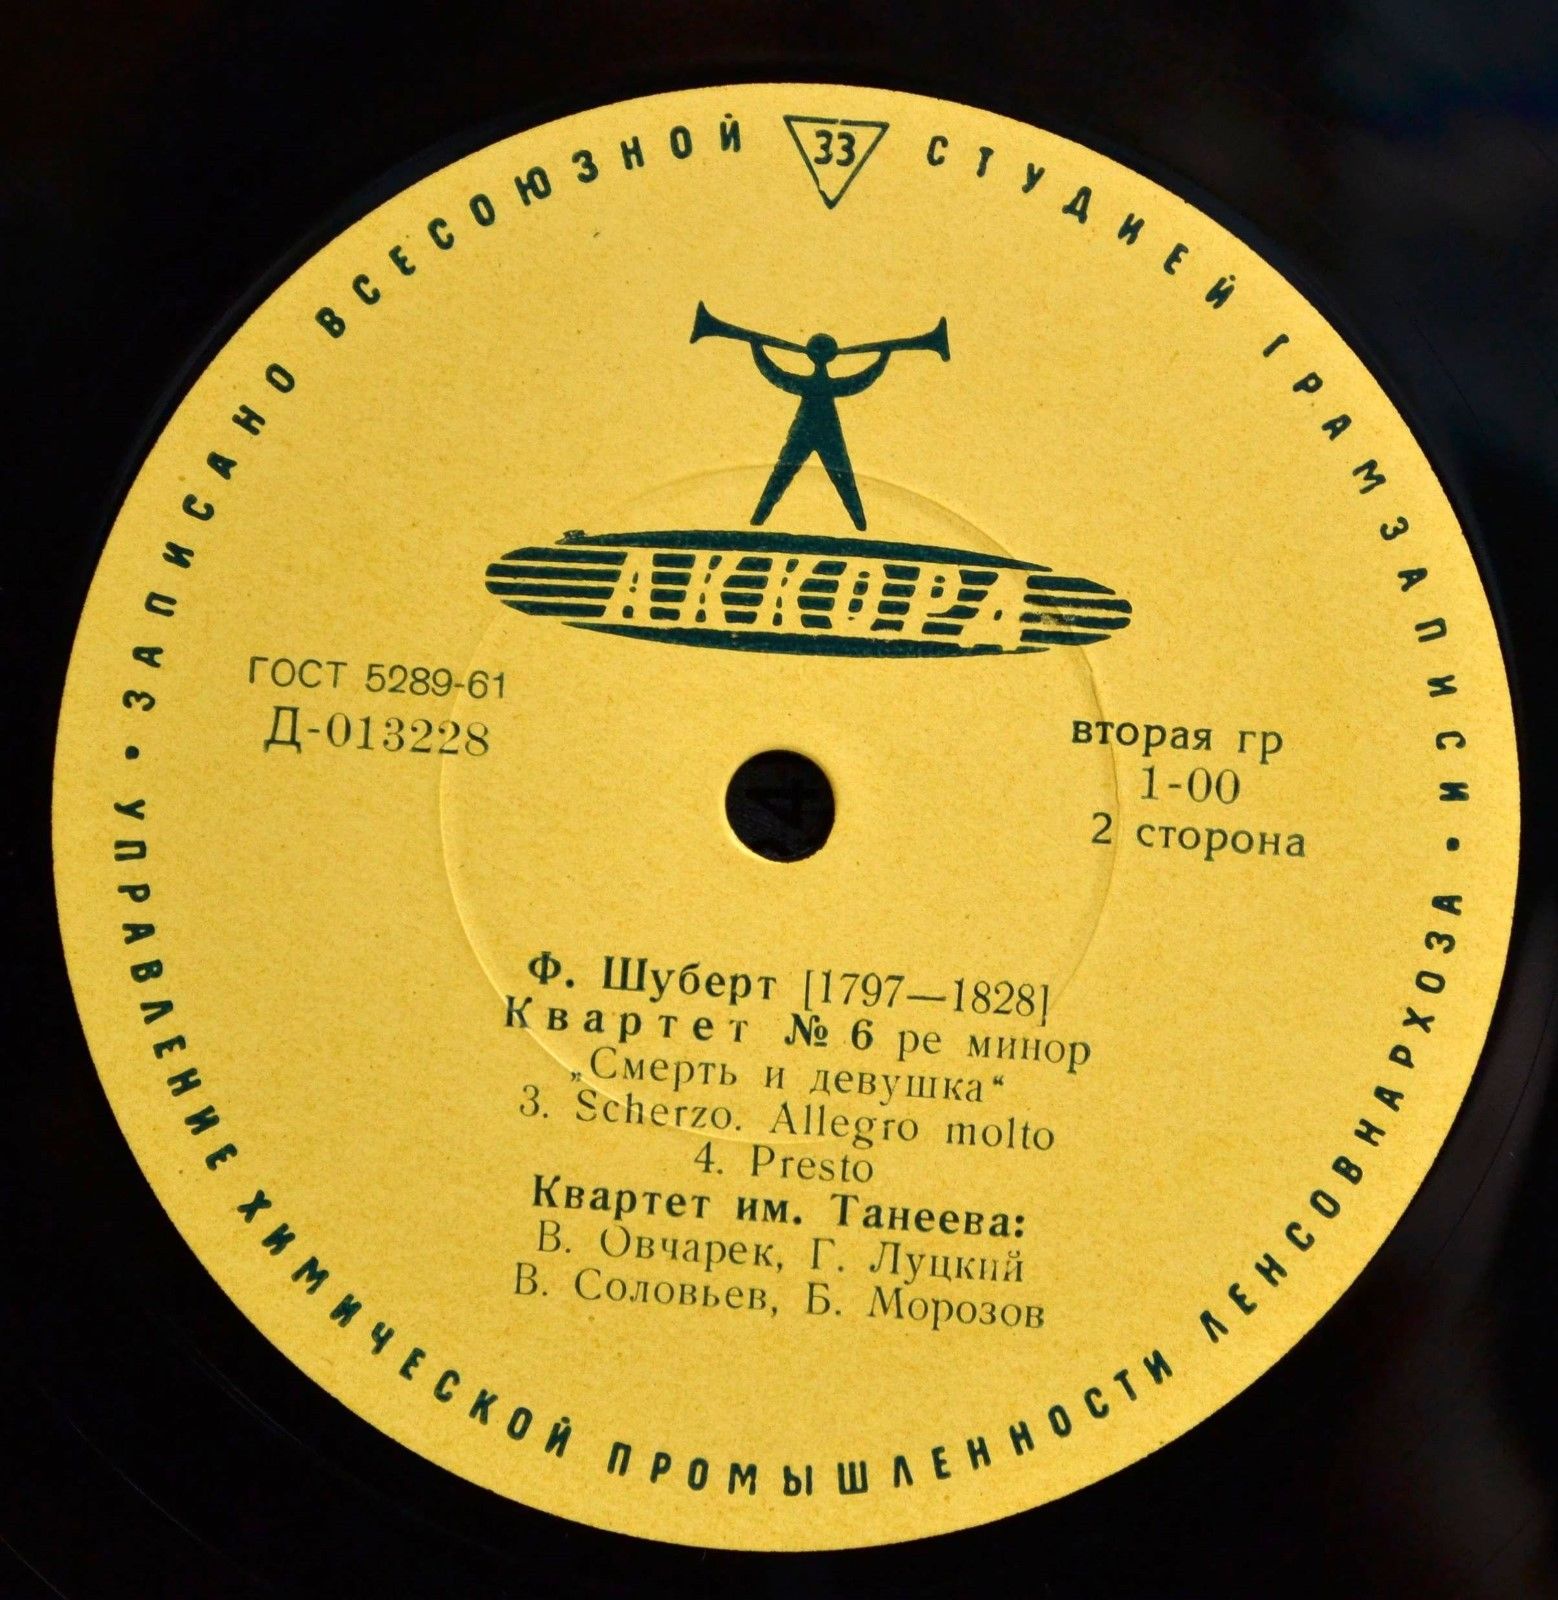 ЗАПИСАНО ВСЕСОЮЗНОЙ СТУДИЕЙ ГРАМЗАПИСИ •
33
АККОРД
ГОСТ 5289-61
Д-013228
вторая гр
1-00
2 сторона
Ф. Шуберт [1797—1828]
Квартет № 6 ре минор
„Смерть и девушка“
3. Scherzo. Allegro molto
4. Presto
Квартет им. Танеева:
В. Овчарек, Г. Луцкий
В. Соловьев, Б. Морозов
УПРАВЛЕНИЕ ХИМИЧЕСКОЙ ПРОМЫШЛЕННОСТИ ЛЕНСОВНАРХОЗА •